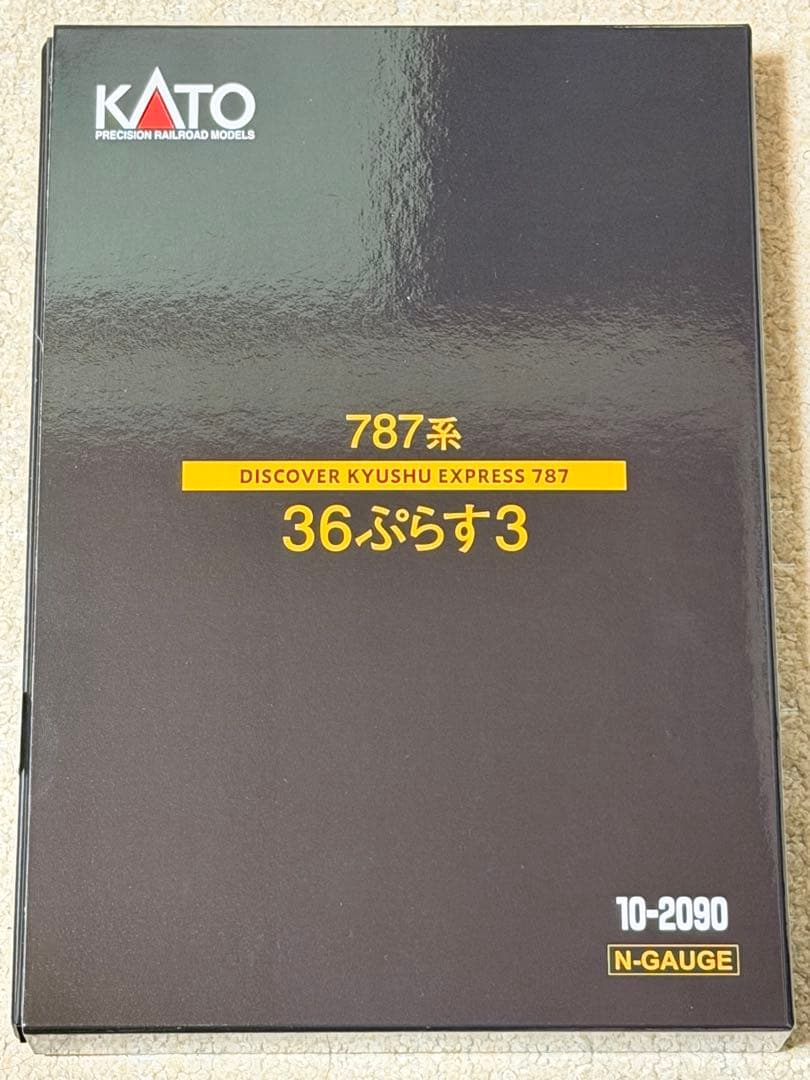 KATO
PRECISION RAILROAD MODELS
787系
DISCOVER KYUSHU EXPRESS 787
36ぷらす3
10-2090
N-GAUGE